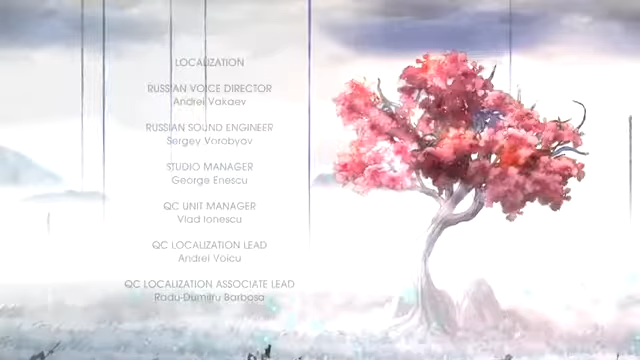 LOCALIZATION
RUSSIAN VOICE DIRECTOR
Andrei Vakaev
RUSSIAN SOUND ENGINEER
Sergey Vorobyov
STUDIO MANAGER
George Enescu
QC UNIT MANAGER
Vlad Ionescu
QC LOCALIZATION LEAD
Andrei Voicu
QC LOCALIZATION ASSOCIATE LEAD
Radu-Dumitru Barbosa